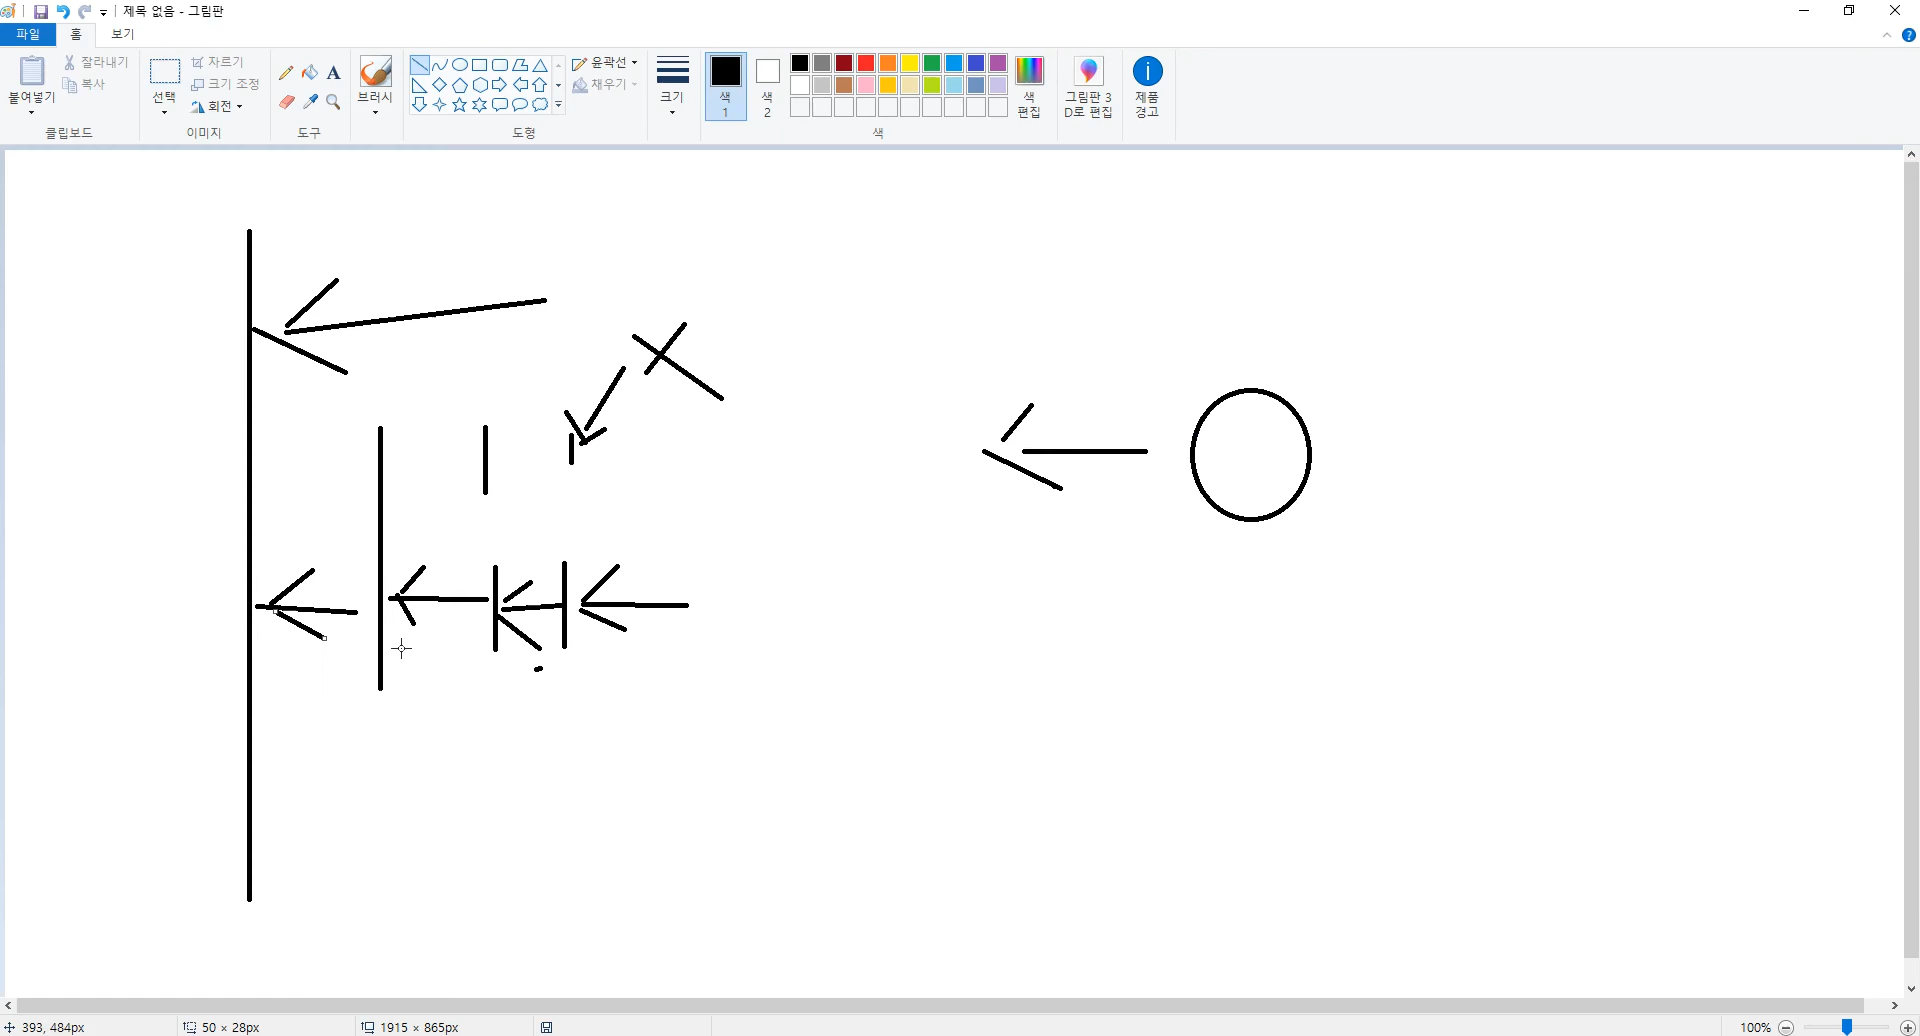 제목 없음 - 그림판
파일 홈 보기
붙여넣기
잘라내기
복사
클립보드
선택
자르기
크기 조정
회전
이미지
A
도구
브러시
윤곽선
채우기
도형
크기
색
1
색
2
색
편집
색
그림판 3
D로 편집
제품
경고
393, 484px
50 × 28px
1915 × 865px
100%